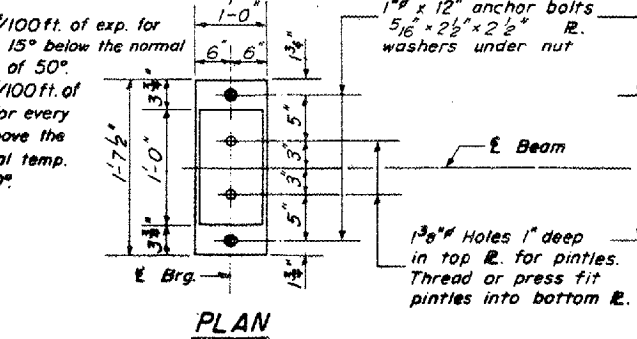 /100 ft. of exp. for
15° below the normal
of 50°.
/100 ft. of
or every
ove the
al temp.
1'-0"
6" 6"
1 3/4"
3 3/4"
1'-7 1/2"
1'-0"
5"
3"
3"
5"
1 3/4"
℄ Brg.
PLAN
1"ø x 12" anchor bolts
5/16" x 2 1/2" x 2 1/2" ℞.
washers under nut
℄ Beam
1 3/8"ø Holes 1" deep
in top ℞. for pintles.
Thread or press fit
pintles into bottom ℞.